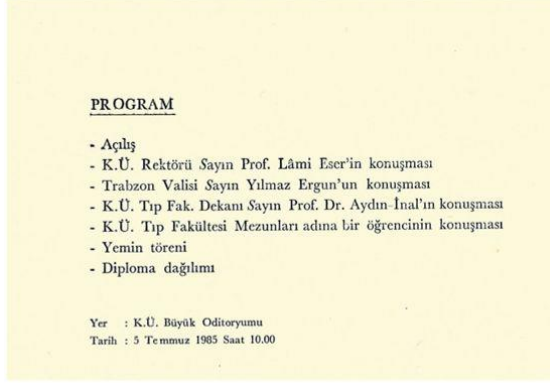 PROGRAM
- Açılış
- K.Ü. Rektörü Sayın Prof. Lâmi Eser'in konuşması
- Trabzon Valisi Sayın Yılmaz Ergun'un konuşması
- K.Ü. Tıp Fak. Dekanı Sayın Prof. Dr. Aydın-İnal'ın konuşması
- K.Ü. Tıp Fakültesi Mezunları adına bir öğrencinin konuşması
- Yemin töreni
- Diploma dağılımı
Yer : K.Ü. Büyük Oditoryumu
Tarih : 5 Temmuz 1985 Saat 10.00